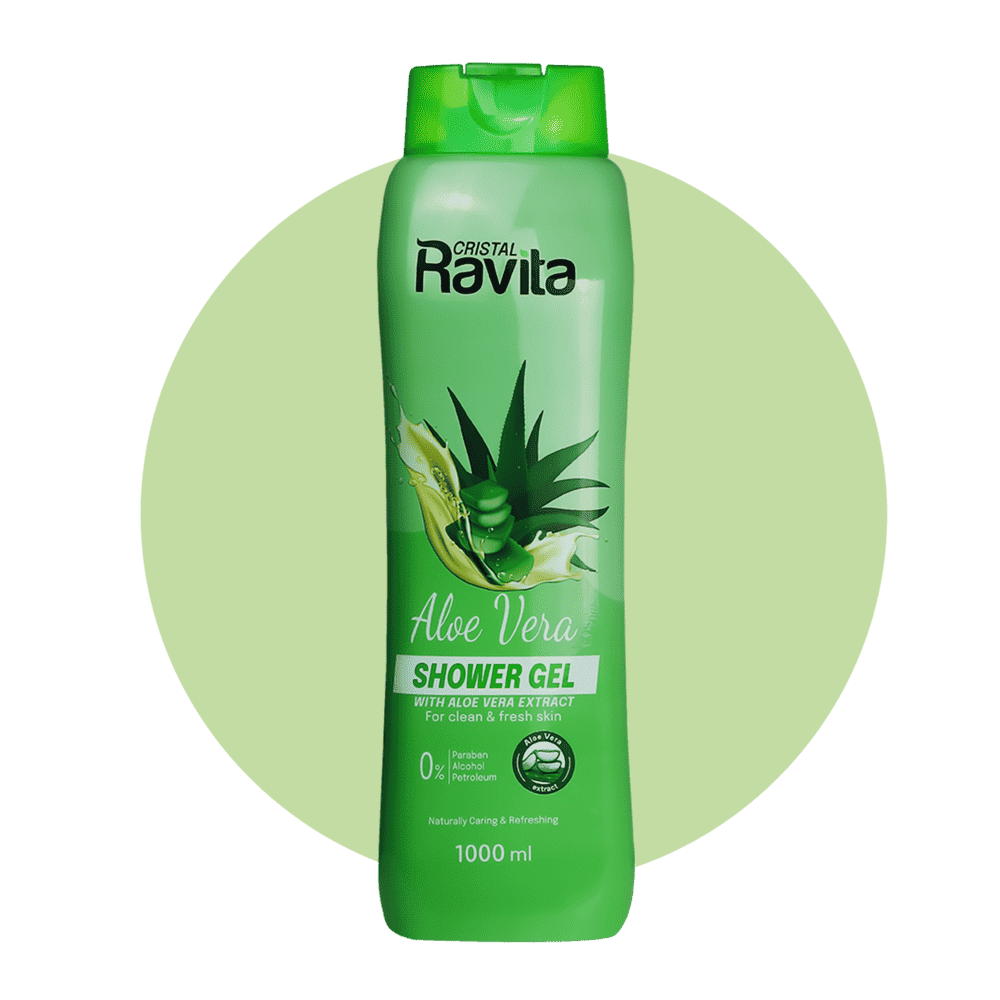 CRISTAL
Ravita
Aloe Vera
SHOWER GEL
WITH ALOE VERA EXTRACT
For clean & fresh skin
0%
Paraben
Alcohol
Petroleum
Aloe Vera
extract
Naturally Caring & Refreshing
1000 ml